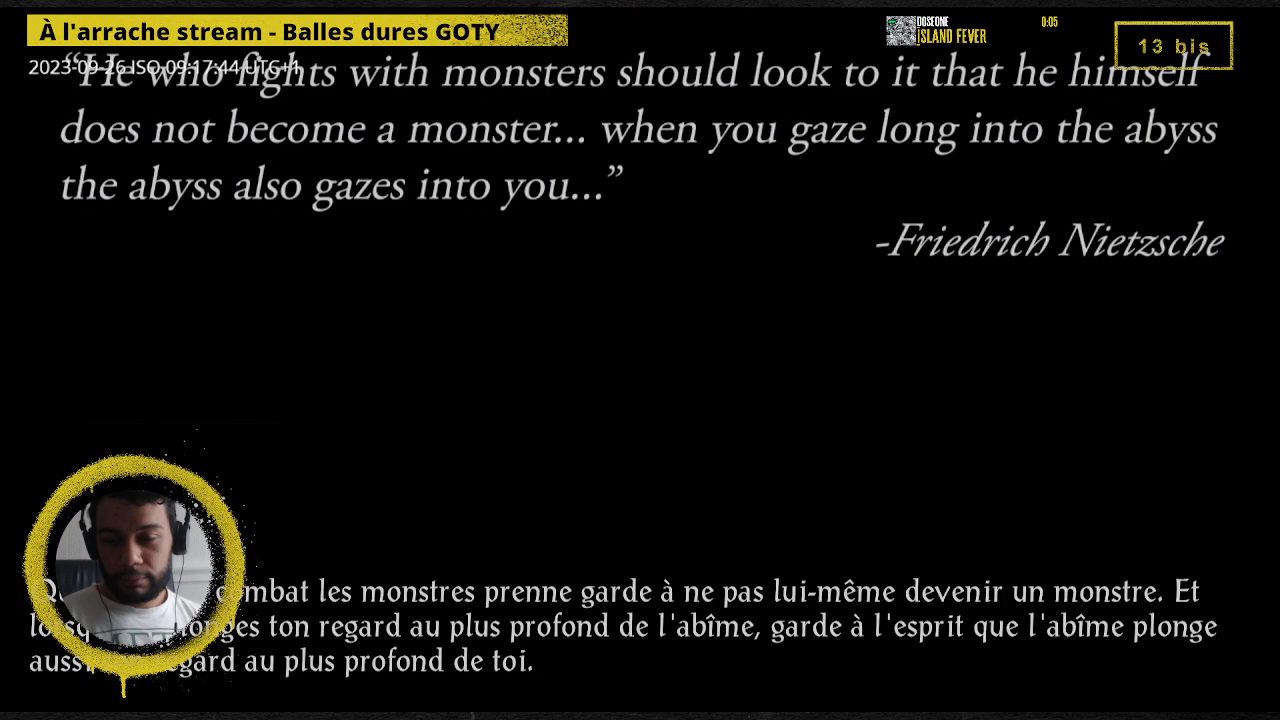 À l'arrache stream - Balles dures GOTY
DOSEONE
ISLAND FEVER
0:05
13 bis
2023-09-26 ISO 09:17:44 UTC+1
“He who fights with monsters should look to it that he himself
does not become a monster... when you gaze long into the abyss
the abyss also gazes into you...”
-Friedrich Nietzsche
les monstres prenne garde à ne pas lui-même devenir un monstre. Et
ton regard au plus profond de l'abîme, garde à l'esprit que l'abîme plonge
au plus profond de toi.